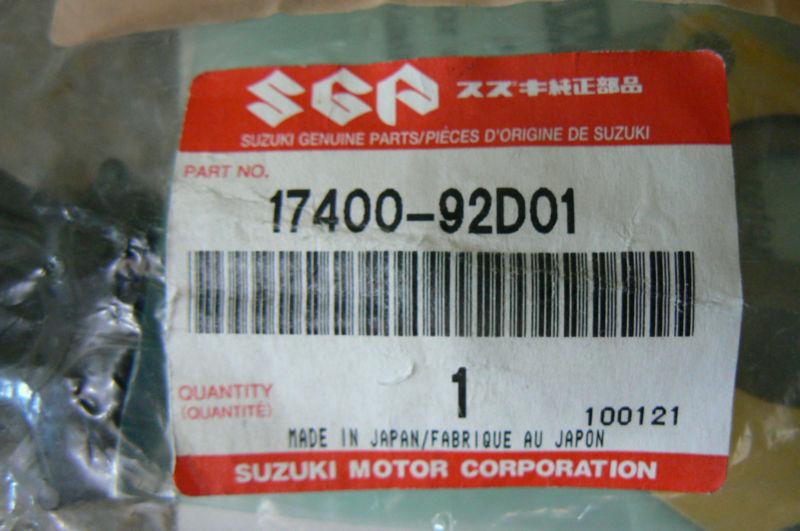 SGP スズキ純正部品
SUZUKI GENUINE PARTS/PIÈCES D'ORIGINE DE SUZUKI
PART NO.
17400-92D01
QUANTITY 1
(QUANTITÉ) 100121
MADE IN JAPAN/FABRIQUE AU JAPON
SUZUKI MOTOR CORPORATION